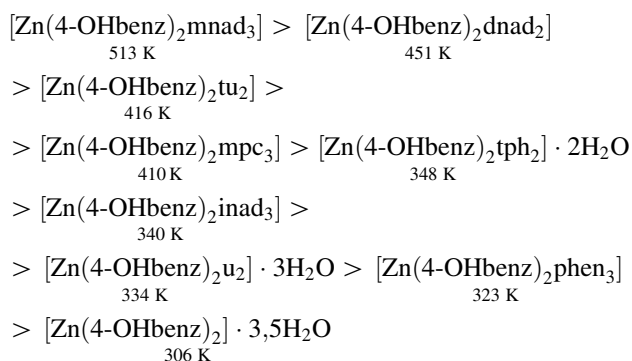 [Zn(4-OHbenz)₂mnad₃] > [Zn(4-OHbenz)₂dnad₂]
513 K 451 K
> [Zn(4-OHbenz)₂tu₂] >
416 K
> [Zn(4-OHbenz)₂mpc₃] > [Zn(4-OHbenz)₂tph₂] · 2H₂O
410 K 348 K
> [Zn(4-OHbenz)₂inad₃] >
340 K
> [Zn(4-OHbenz)₂u₂] · 3H₂O > [Zn(4-OHbenz)₂phen₃]
334 K 323 K
> [Zn(4-OHbenz)₂] · 3,5H₂O
306 K